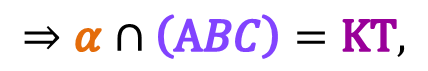 ⇒ α ∩ (ABC) = KT,